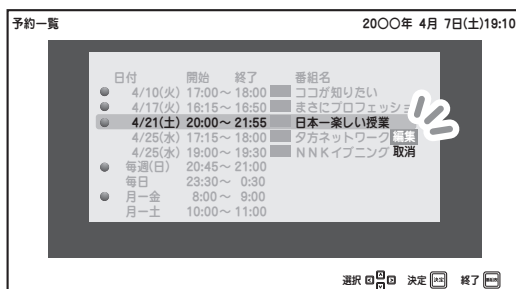 予約一覧 20〇〇年 4月 7日(土)19:10
日付 開始 終了 番組名
4/10(火) 17:00～ 18:00 ココが知りたい
4/17(火) 16:15～ 16:50 まさにプロフェッショ
4/21(土) 20:00～ 21:55 日本一楽しい授業
4/25(水) 17:15～ 18:00 夕方ネットワーク 編集
4/25(水) 19:00～ 19:30 NNKイブニング 取消
毎週(日) 20:45～ 21:00
毎日 23:30～ 0:30
月ー金 8:00～ 9:00
月ー土 10:00～ 11:00
選択 決定 決定 終了